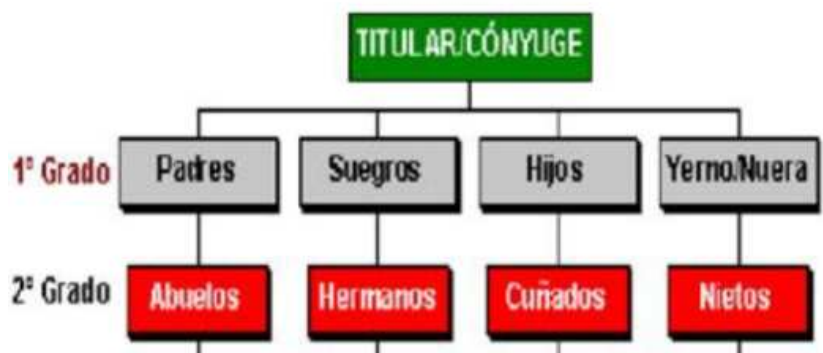 TITULAR/CÓNYUGE
1º Grado Padres Suegros Hijos Yerno/Nuera
2º Grado Abuelos Hermanos Cuñados Nietos